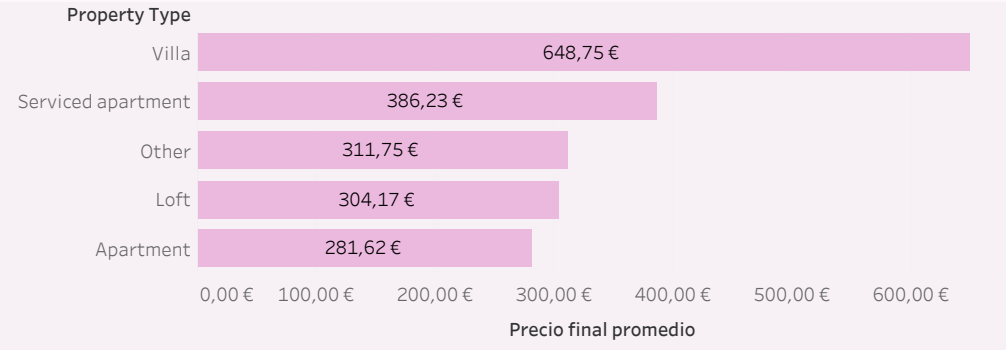 Property Type
Villa 648,75 €
Serviced apartment 386,23 €
Other 311,75 €
Loft 304,17 €
Apartment 281,62 €
0,00 € 100,00 € 200,00 € 300,00 € 400,00 € 500,00 € 600,00 €
Precio final promedio